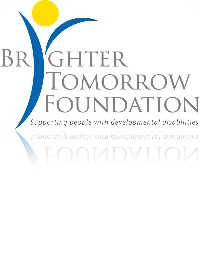 BRIGHTER
TOMORROW
FOUNDATION
Supporting people with developmental disabilities